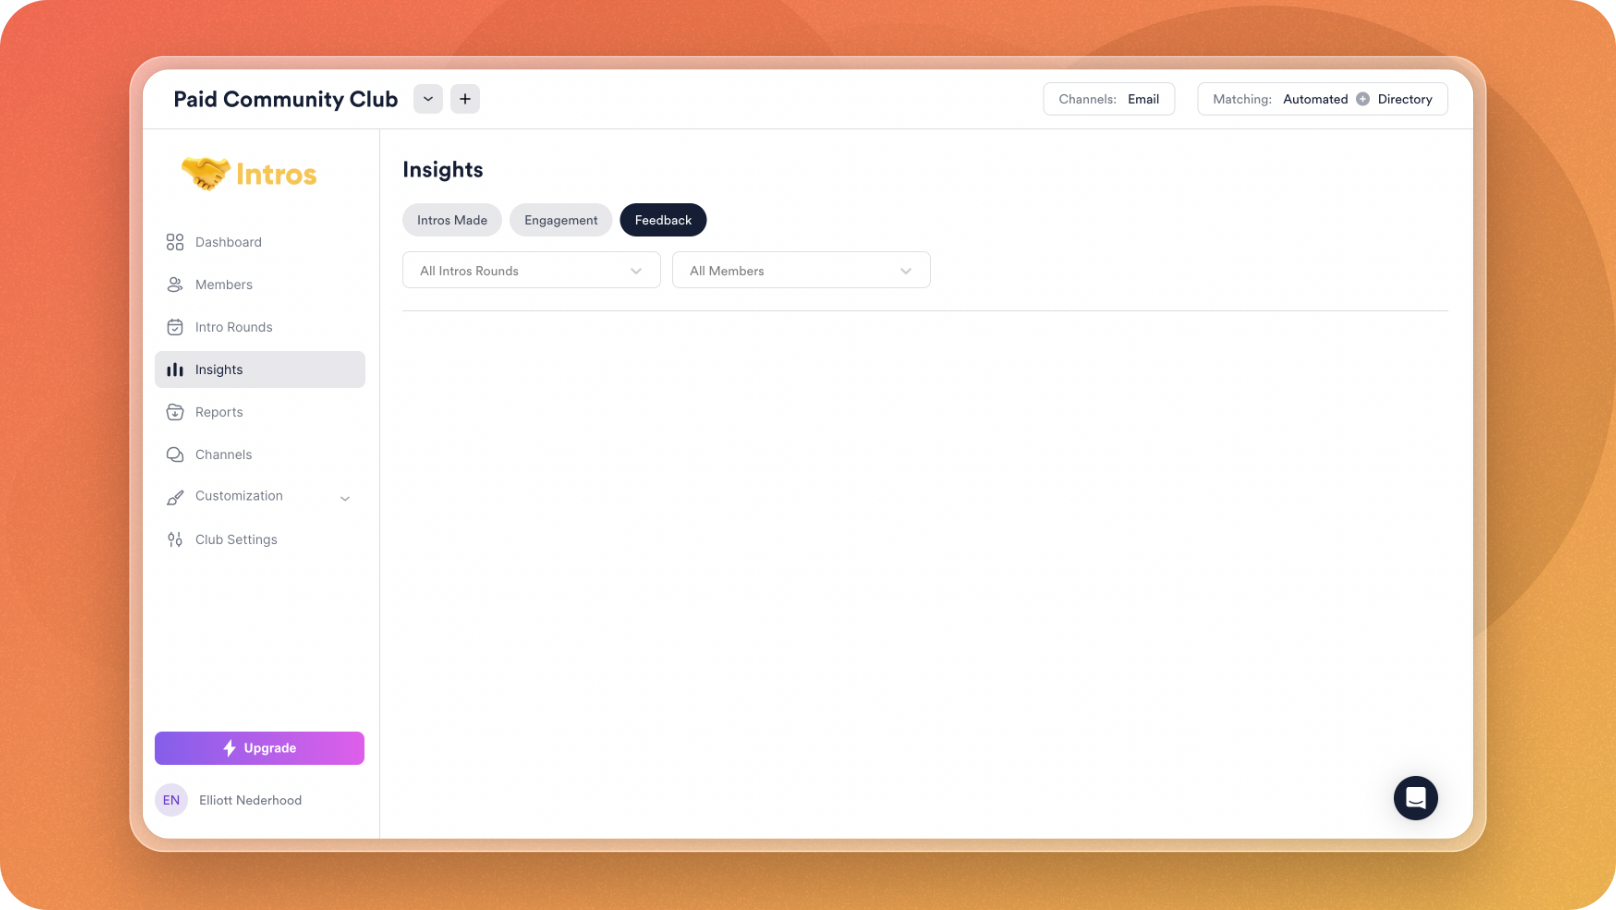 Paid Community Club
Channels: Email
Matching: Automated Directory
Intros
Dashboard
Members
Intro Rounds
Insights
Reports
Channels
Customization
Club Settings
Upgrade
EN Elliott Nederhood
Insights
Intros Made Engagement Feedback
All Intros Rounds All Members